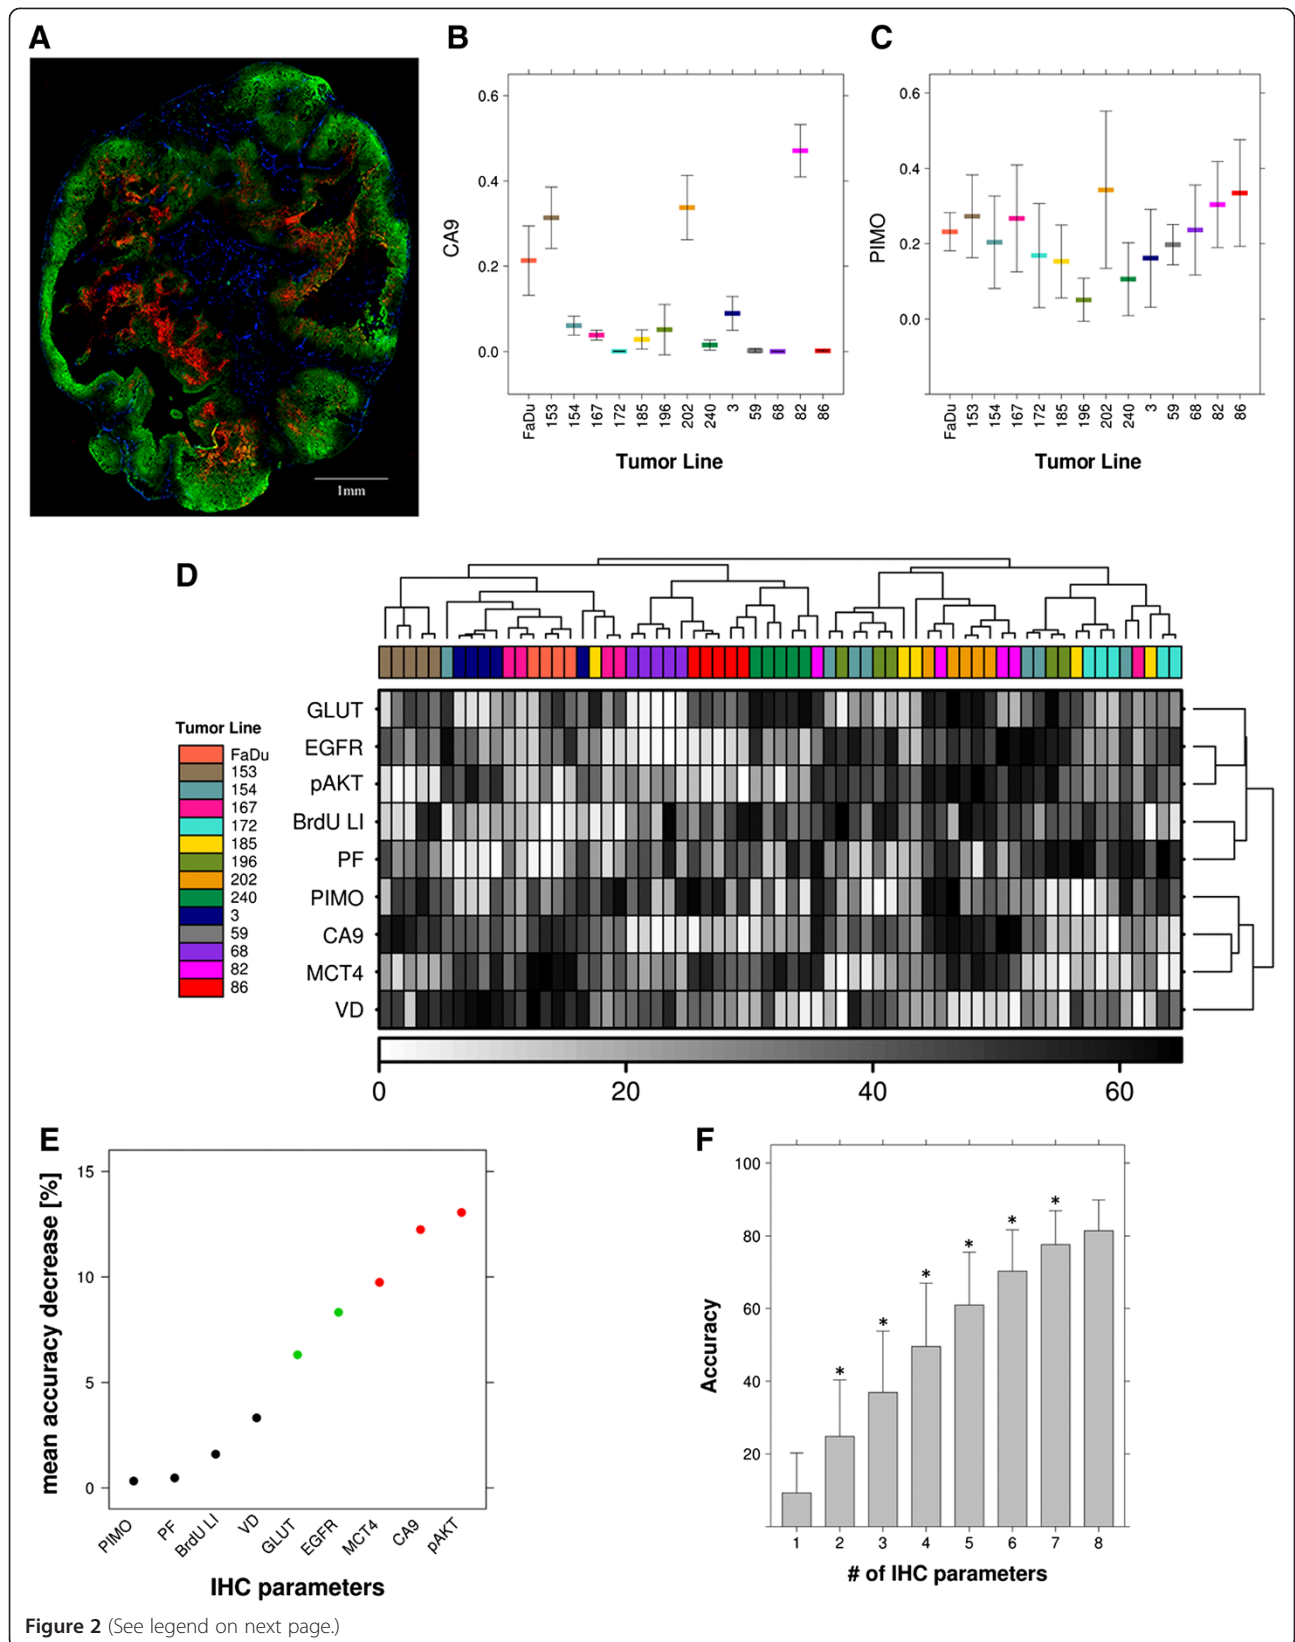 A
1mm
B
CA9
0.6
0.4
0.2
0.0
FaDu 153 154 167 172 185 196 202 240 3 59 68 82 86
Tumor Line
C
PIMO
0.6
0.4
0.2
0.0
FaDu 153 154 167 172 185 196 202 240 3 59 68 82 86
Tumor Line
D
Tumor Line
FaDu
153
154
167
172
185
196
202
240
3
59
68
82
86
GLUT
EGFR
pAKT
BrdU LI
PF
PIMO
CA9
MCT4
VD
0 20 40 60
E
mean accuracy decrease [%]
15
10
5
0
PIMO PF BrdU LI VD GLUT EGFR MCT4 CA9 pAKT
IHC parameters
F
Accuracy
100
80
60
40
20
* * * * * *
1 2 3 4 5 6 7 8
# of IHC parameters
Figure 2 (See legend on next page.)